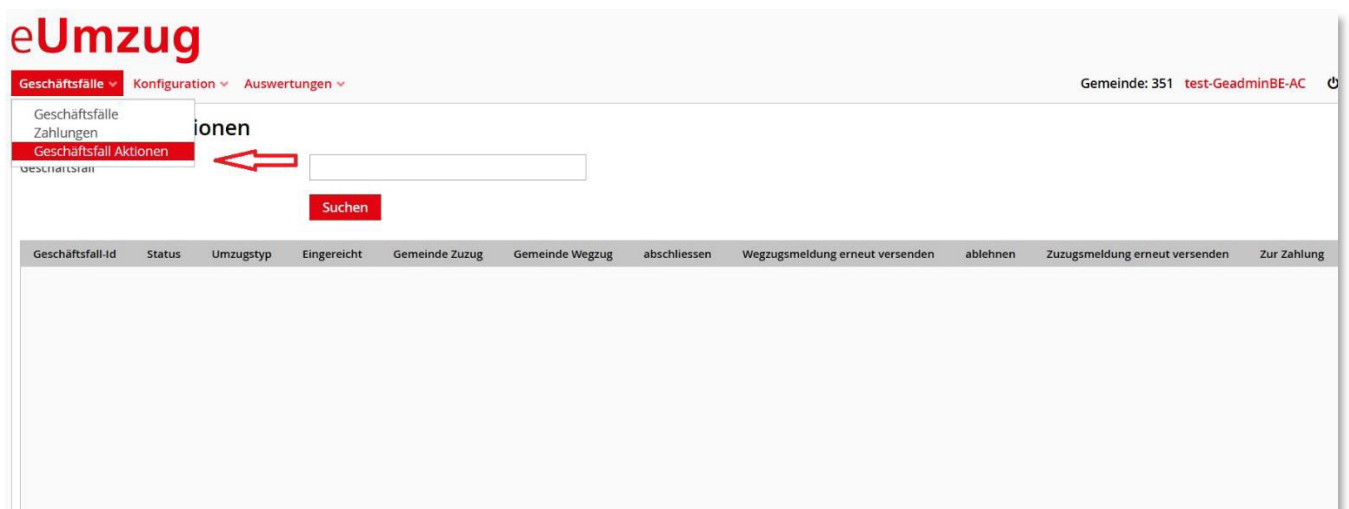 eUmzug
Geschäftsfälle Konfiguration Auswertungen Gemeinde: 351 test-GeadminBE-AC
Geschäftsfälle
Zahlungen
ionen
Geschäftsfall Aktionen
Geschäftsfall
Suchen
Geschäftsfall-Id Status Umzugstyp Eingereicht Gemeinde Zuzug Gemeinde Wegzug abschliessen Wegzugsmeldung erneut versenden ablehnen Zuzugsmeldung erneut versenden Zur Zahlung